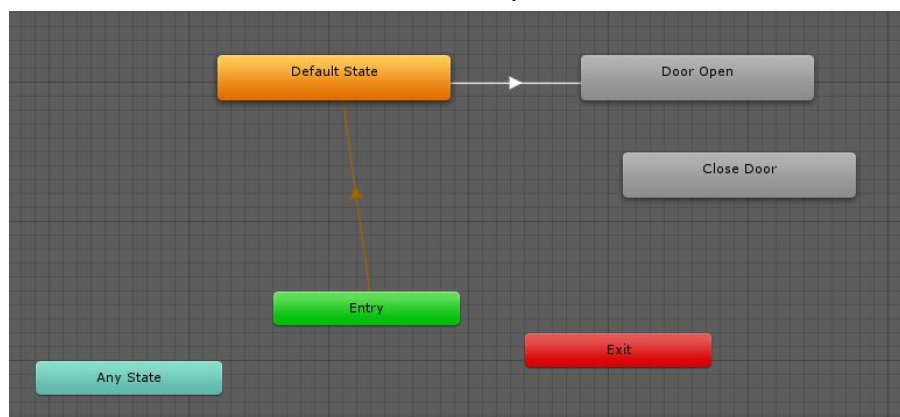 Default State
Door Open
Close Door
Entry
Exit
Any State